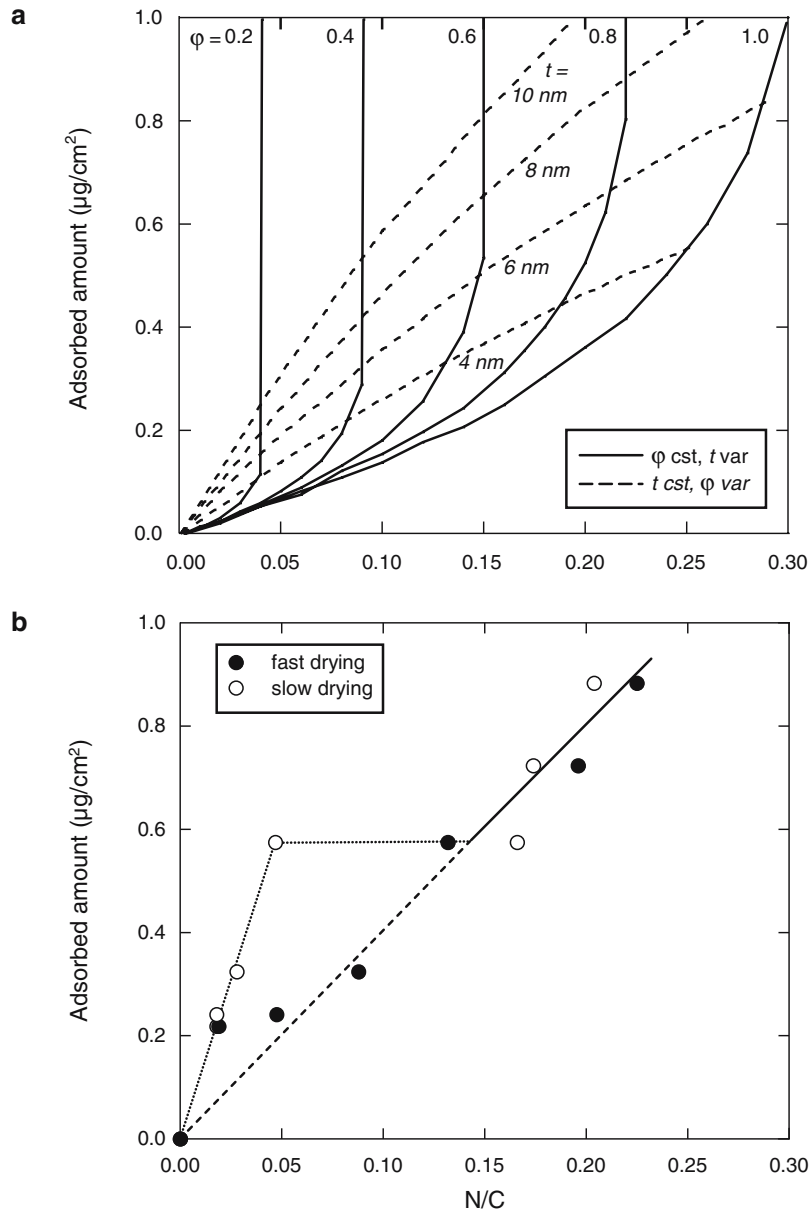 a
1.0
0.8
0.6
0.4
0.2
0.0
Adsorbed amount (µg/cm²)
φ = 0.2
0.4
0.6
0.8
1.0
t =
10 nm
8 nm
6 nm
4 nm
φ cst, t var
t cst, φ var
0.00
0.05
0.10
0.15
0.20
0.25
0.30
b
1.0
0.8
0.6
0.4
0.2
0.0
Adsorbed amount (µg/cm²)
fast drying
slow drying
0.00
0.05
0.10
0.15
0.20
0.25
0.30
N/C